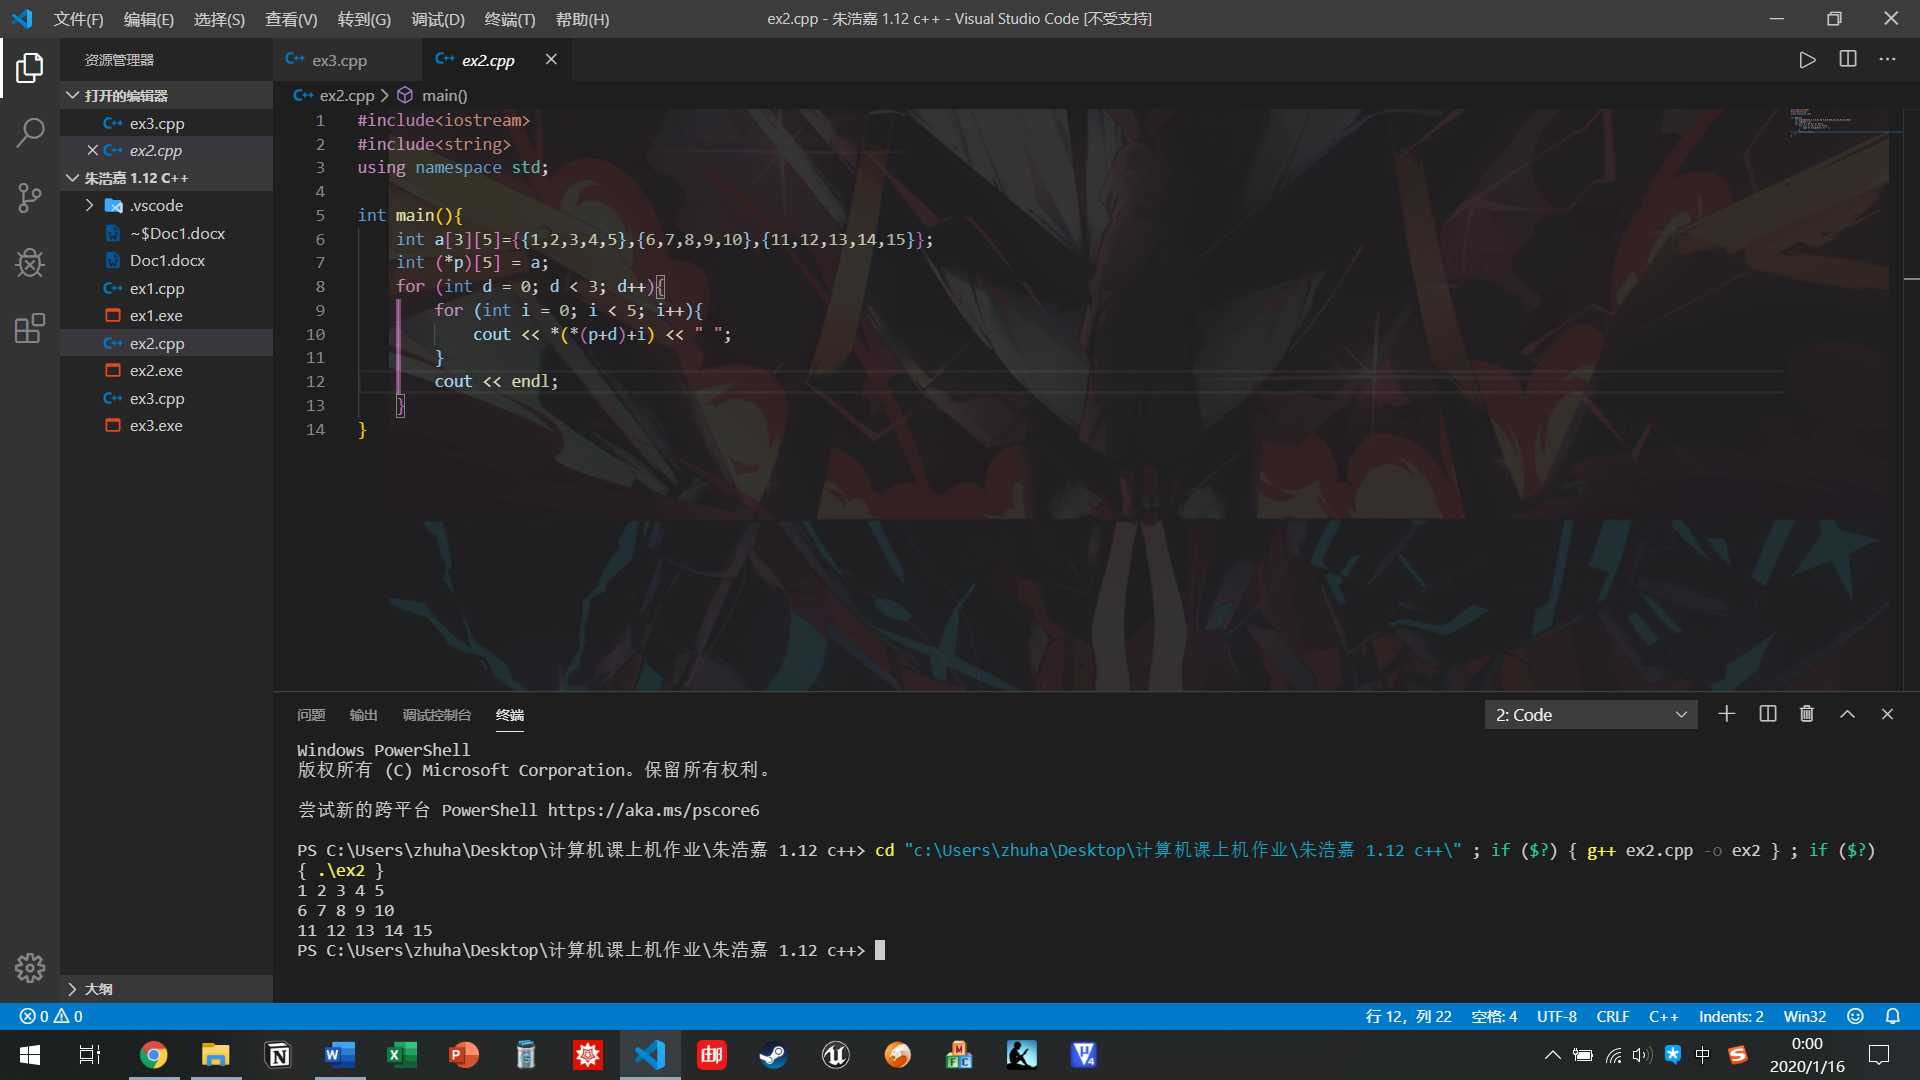 文件(F) 编辑(E) 选择(S) 查看(V) 转到(G) 调试(D) 终端(T) 帮助(H)
ex2.cpp - 朱浩嘉 1.12 c++ - Visual Studio Code [不受支持]
资源管理器
打开的编辑器
ex3.cpp
ex2.cpp
朱浩嘉 1.12 C++
.vscode
~$Doc1.docx
Doc1.docx
ex1.cpp
ex1.exe
ex2.cpp
ex2.exe
ex3.cpp
ex3.exe
大纲
ex3.cpp
ex2.cpp
ex2.cpp > main()
1 #include<iostream>
2 #include<string>
3 using namespace std;
4
5 int main(){
6 int a[3][5]={{1,2,3,4,5},{6,7,8,9,10},{11,12,13,14,15}};
7 int (*p)[5] = a;
8 for (int d = 0; d < 3; d++){
9 for (int i = 0; i < 5; i++){
10 cout << *(*(p+d)+i) << " ";
11 }
12 cout << endl;
13 }
14 }
问题 输出 调试控制台 终端
2: Code
Windows PowerShell
版权所有 (C) Microsoft Corporation。保留所有权利。
尝试新的跨平台 PowerShell https://aka.ms/pscore6
PS C:\Users\zhuha\Desktop\计算机课上机作业\朱浩嘉 1.12 c++> cd "c:\Users\zhuha\Desktop\计算机课上机作业\朱浩嘉 1.12 c++\" ; if ($?) { g++ ex2.cpp -o ex2 } ; if ($?)
{ .\ex2 }
1 2 3 4 5
6 7 8 9 10
11 12 13 14 15
PS C:\Users\zhuha\Desktop\计算机课上机作业\朱浩嘉 1.12 c++>
0 0
行 12，列 22 空格: 4 UTF-8 CRLF C++ Indents: 2 Win32
中
0:00
2020/1/16